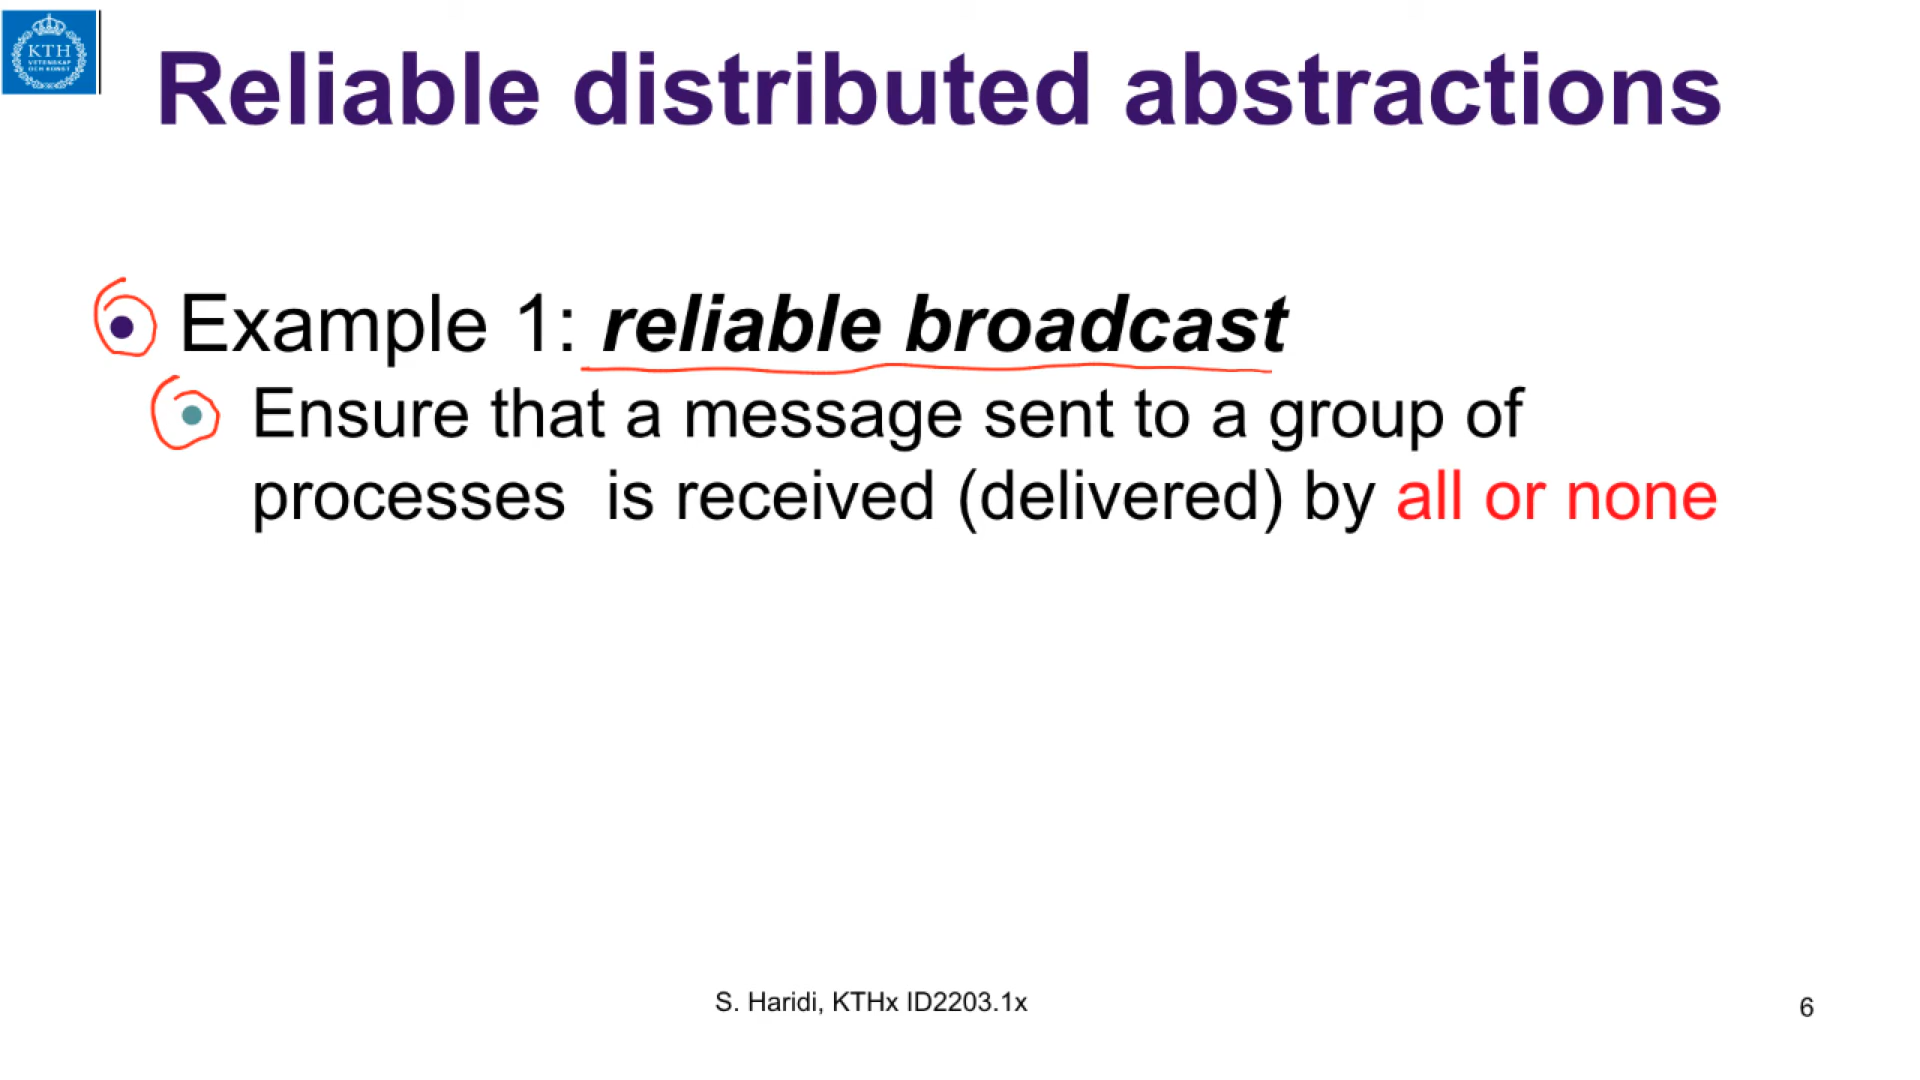 KTH
VETENSKAP
OCH KONST
Reliable distributed abstractions
Example 1: reliable broadcast
Ensure that a message sent to a group of
processes is received (delivered) by all or none
S. Haridi, KTHx ID2203.1x
6